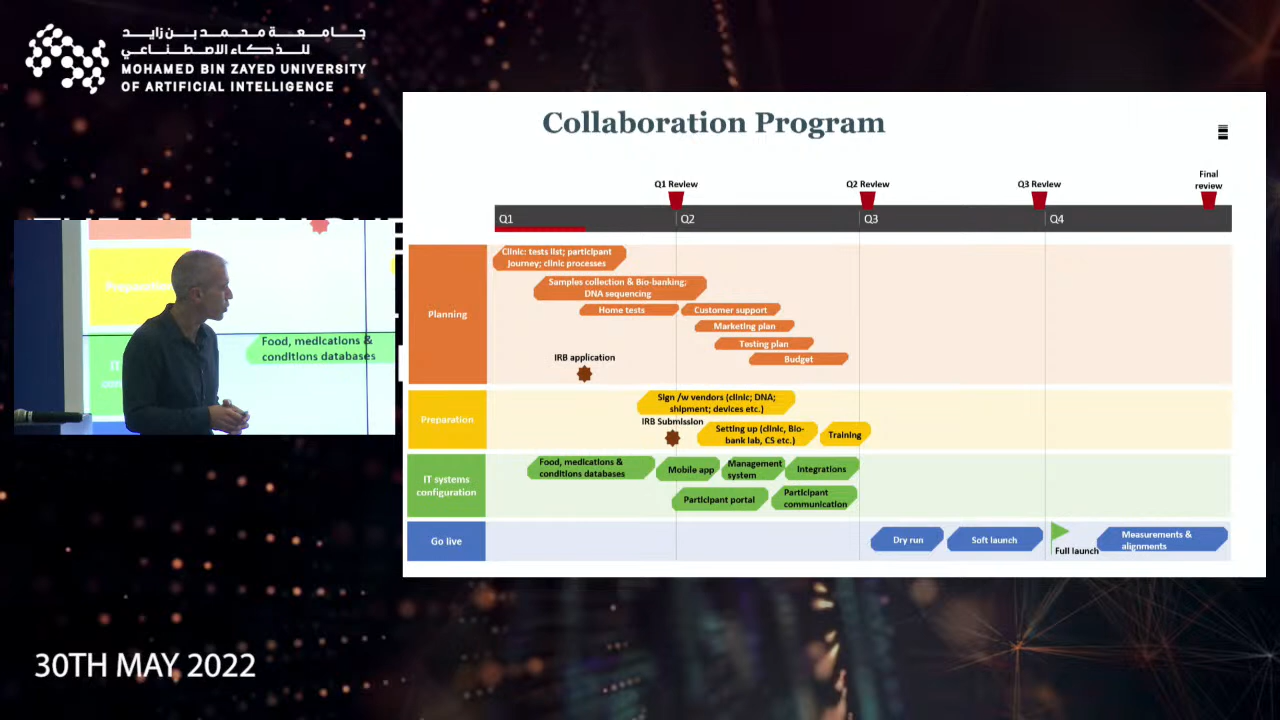 جامعة محمد بن زايد
للذكاء الاصطناعي
MOHAMED BIN ZAYED UNIVERSITY
OF ARTIFICIAL INTELLIGENCE
Collaboration Program
Q1 Review
Q2 Review
Q3 Review
Final
review
Q1
Q2
Q3
Q4
Planning
Clinic: tests list; participant
journey; clinic processes
Samples collection & Bio-banking;
DNA sequencing
Home tests
Customer support
Marketing plan
Testing plan
Budget
IRB application
Preparation
Sign /w vendors (clinic; DNA;
shipment; devices etc.)
IRB Submission
Setting up (clinic, Bio-
bank lab, CS etc.)
Training
IT systems
configuration
Food, medications &
conditions databases
Mobile app
Management
system
Integrations
Participant portal
Participant
communication
Go live
Dry run
Soft launch
Full launch
Measurements &
alignments
Food, medications &
conditions databases
30TH MAY 2022